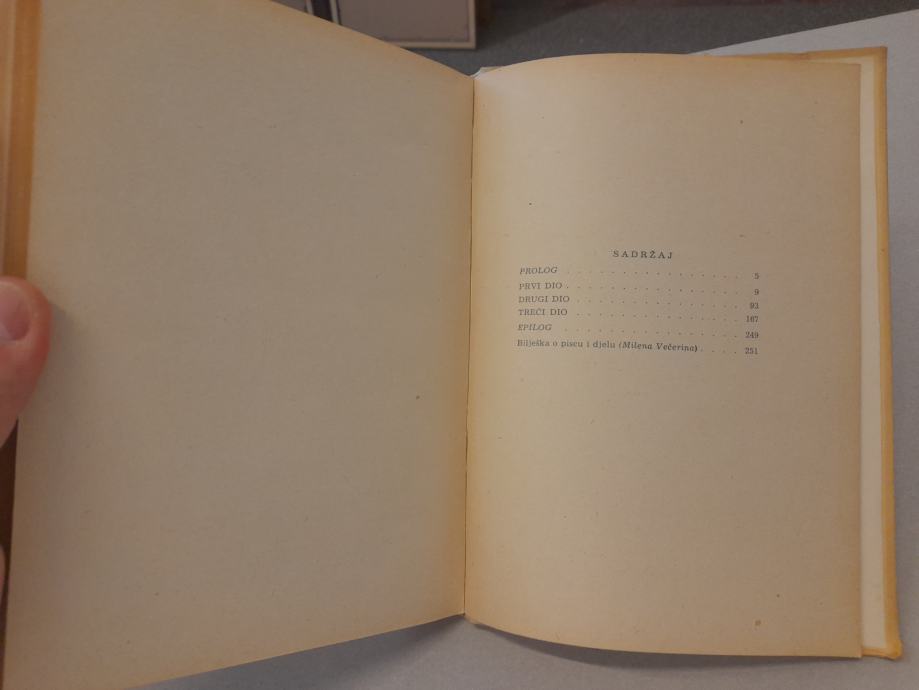 SADRŽAJ
PROLOG . . . . . . . . . . . . . . . . 5
PRVI DIO . . . . . . . . . . . . . . . . 9
DRUGI DIO . . . . . . . . . . . . . . . 93
TREĆI DIO . . . . . . . . . . . . . . . 167
EPILOG . . . . . . . . . . . . . . . . 249
Bilješka o piscu i djelu (Milena Večerina) . . . . 251